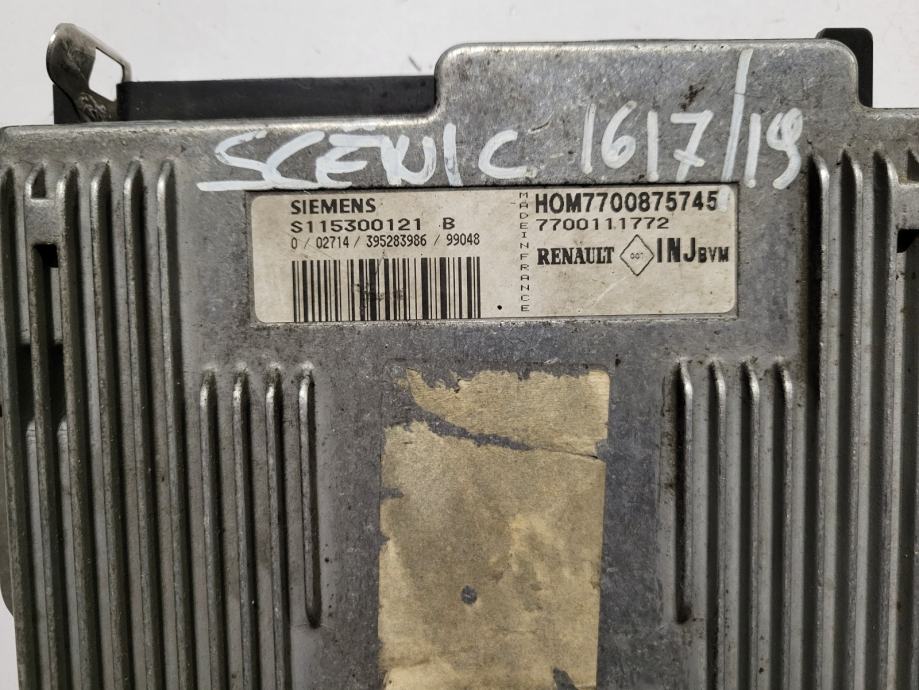 SCENIC 1617/19
SIEMENS
S115300121 B
0 / 02714 / 395283986 / 99048
MADE IN FRANCE
HOM7700875745
7700111772
RENAULT INJ BVM